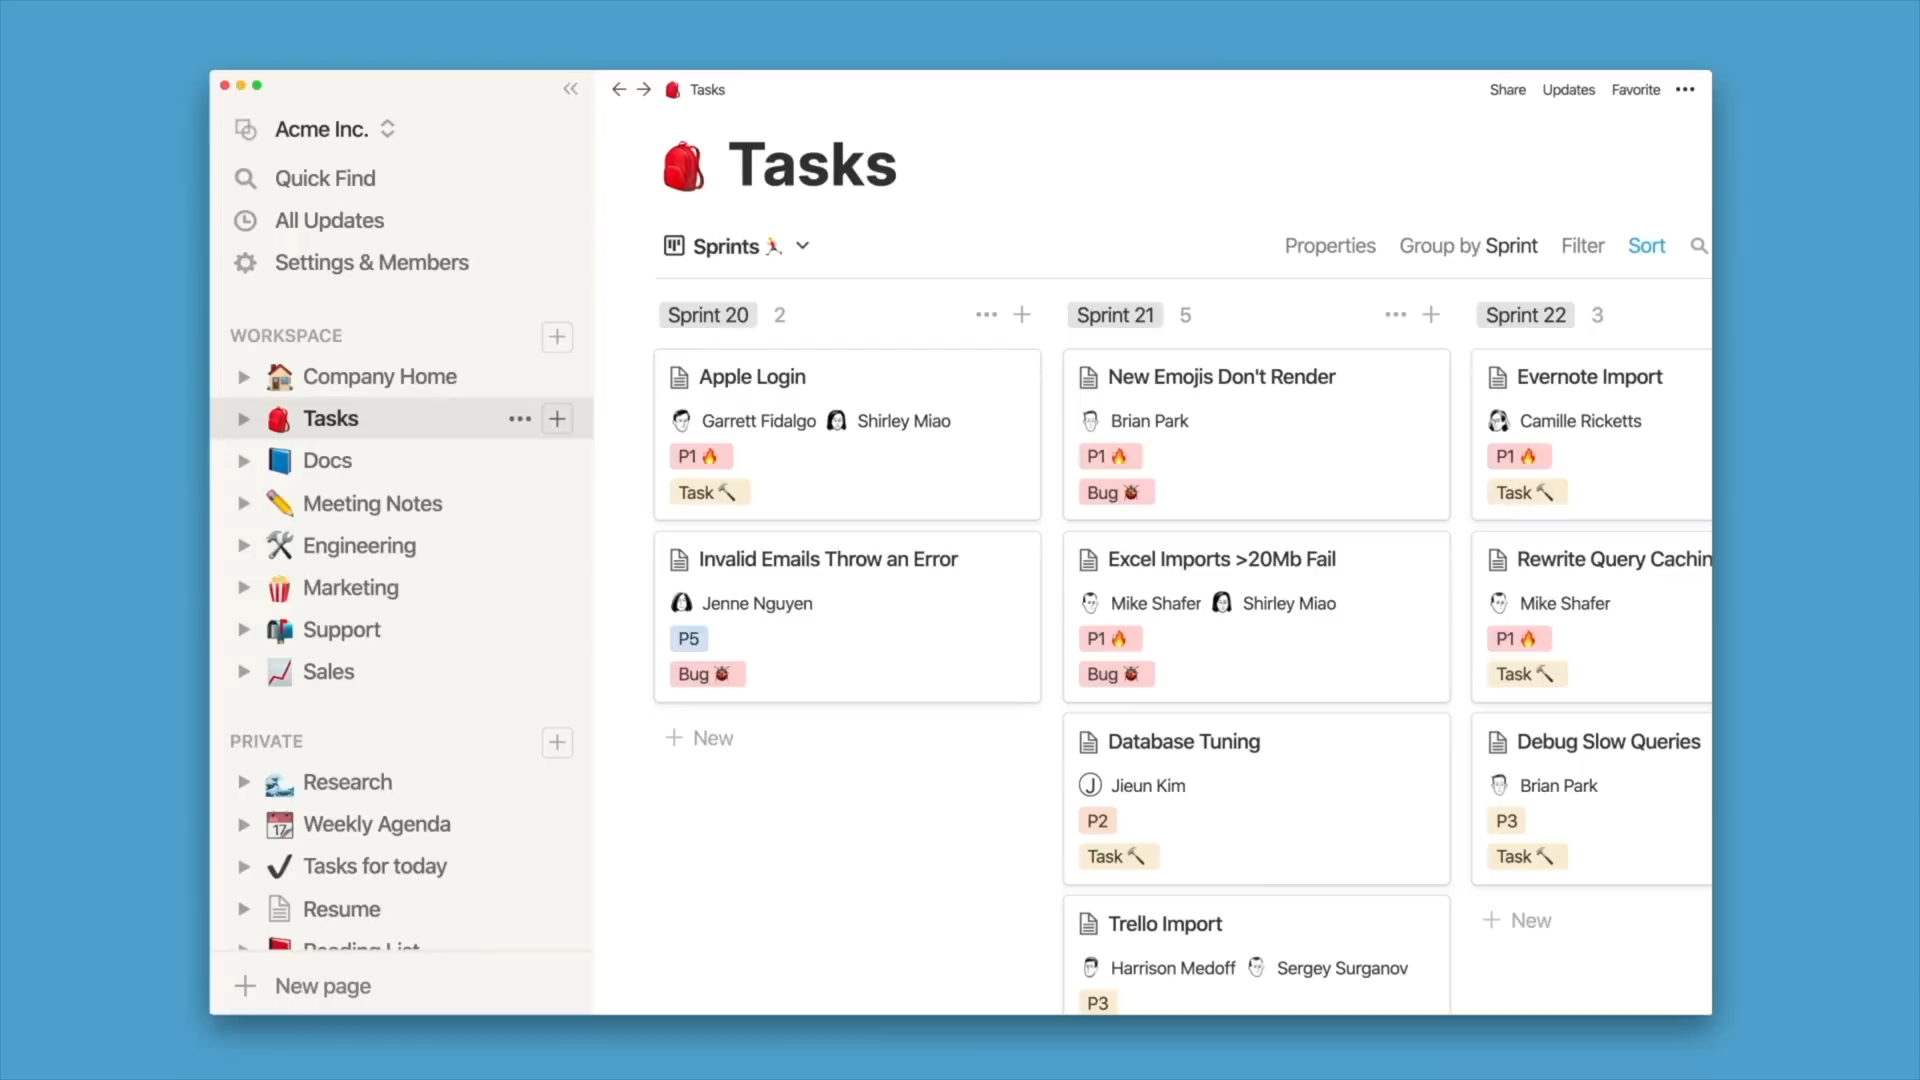 Acme Inc.
Quick Find
All Updates
Settings & Members
WORKSPACE
Company Home
Tasks
Docs
Meeting Notes
Engineering
Marketing
Support
Sales
PRIVATE
Research
Weekly Agenda
Tasks for today
Resume
Reading List
New page
Tasks
Share Updates Favorite
Tasks
Sprints
Properties Group by Sprint Filter Sort
Sprint 20 2
Apple Login
Garrett Fidalgo Shirley Miao
P1
Task
Invalid Emails Throw an Error
Jenne Nguyen
P5
Bug
New
Sprint 21 5
New Emojis Don't Render
Brian Park
P1
Bug
Excel Imports >20Mb Fail
Mike Shafer Shirley Miao
P1
Bug
Database Tuning
J Jieun Kim
P2
Task
Trello Import
Harrison Medoff Sergey Surganov
P3
Sprint 22 3
Evernote Import
Camille Ricketts
P1
Task
Rewrite Query Cachin
Mike Shafer
P1
Task
Debug Slow Queries
Brian Park
P3
Task
New